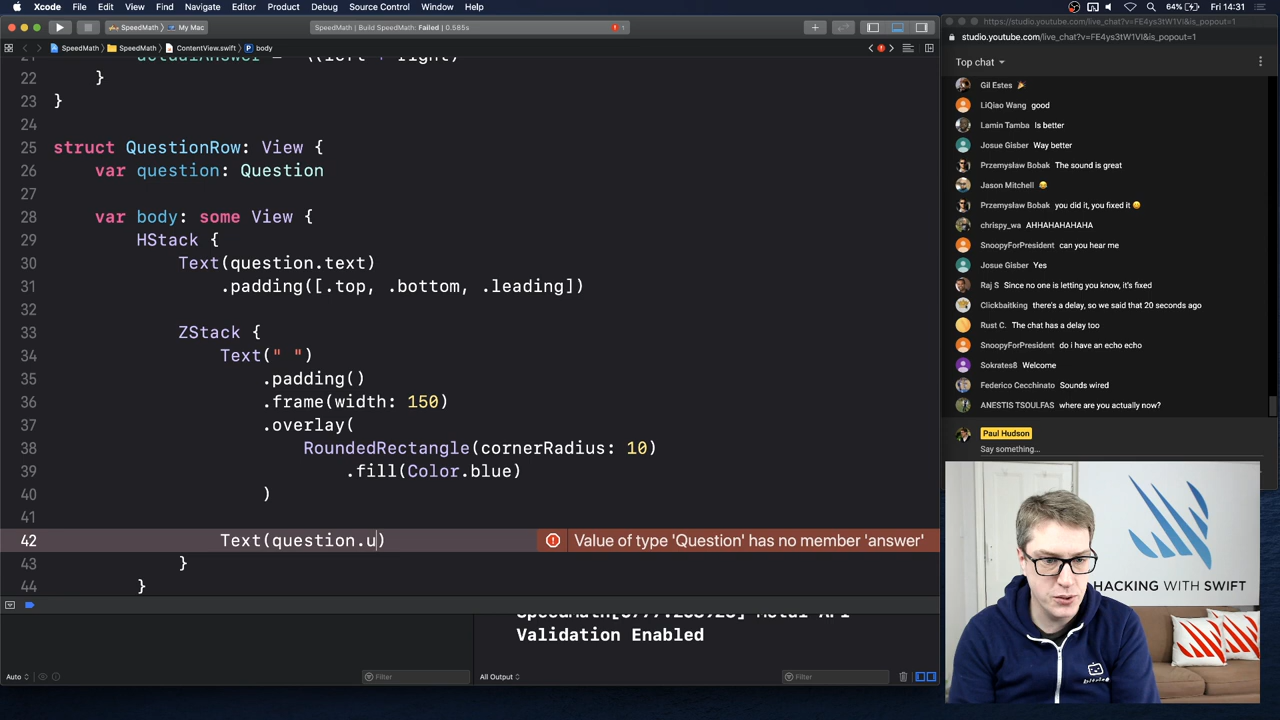 Xcode File Edit View Find Navigate Editor Product Debug Source Control Window Help 64% Fri 14:31
SpeedMath My Mac
SpeedMath | Build SpeedMath: Failed | 0.585s 1
SpeedMath SpeedMath ContentView.swift body
22 }
23 }
24
25 struct QuestionRow: View {
26 var question: Question
27
28 var body: some View {
29 HStack {
30 Text(question.text)
31 .padding([.top, .bottom, .leading])
32
33 ZStack {
34 Text(" ")
35 .padding()
36 .frame(width: 150)
37 .overlay(
38 RoundedRectangle(cornerRadius: 10)
39 .fill(Color.blue)
40 )
41
42 Text(question.u) Value of type 'Question' has no member 'answer'
43 }
44 }
Validation Enabled
Auto Filter All Output Filter
https://studio.youtube.com/live_chat?v=FE4ys3tW1VI&is_popout=1
studio.youtube.com/live_chat?v=FE4ys3tW1VI&is_popout=1
Top chat
Gil Estes 🎉
LiQiao Wang good
Lamin Tamba Is better
Josue Gisber Way better
Przemysław Bobak The sound is great
Jason Mitchell 😂
Przemysław Bobak you did it, you fixed it 😀
chrispy_wa AHHAHAHAHAHA
SnoopyForPresident can you hear me
Josue Gisber Yes
Raj S Since no one is letting you know, it's fixed
Clickbaitking there's a delay, so we said that 20 seconds ago
Rust C. The chat has a delay too
SnoopyForPresident do i have an echo echo
Sokrates8 Welcome
Federico Cecchinato Sounds wired
ANESTIS TSOULFAS where are you actually now?
Paul Hudson
Say something...
HACKING WITH SWIFT